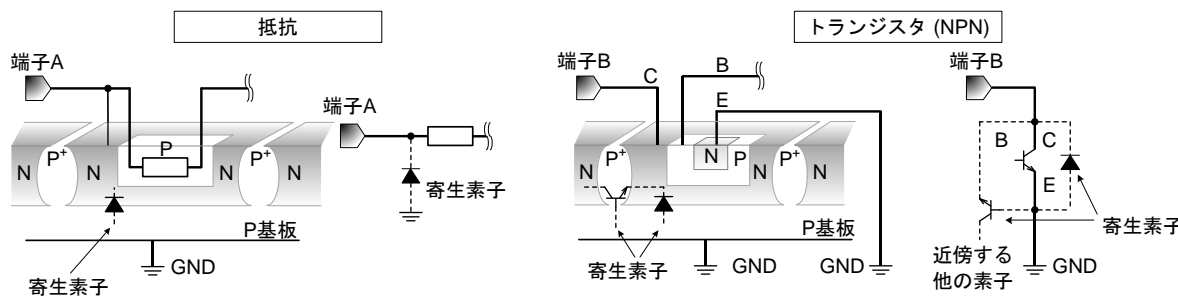 抵抗
端子A
N
P+
N
P
N
P+
N
P基板
寄生素子
GND
端子A
寄生素子
トランジスタ (NPN)
端子B
C
B
E
N
P+
N
N
P
N
P+
N
P基板
寄生素子
GND
GND
端子B
B
C
E
寄生素子
近傍する
他の素子
GND